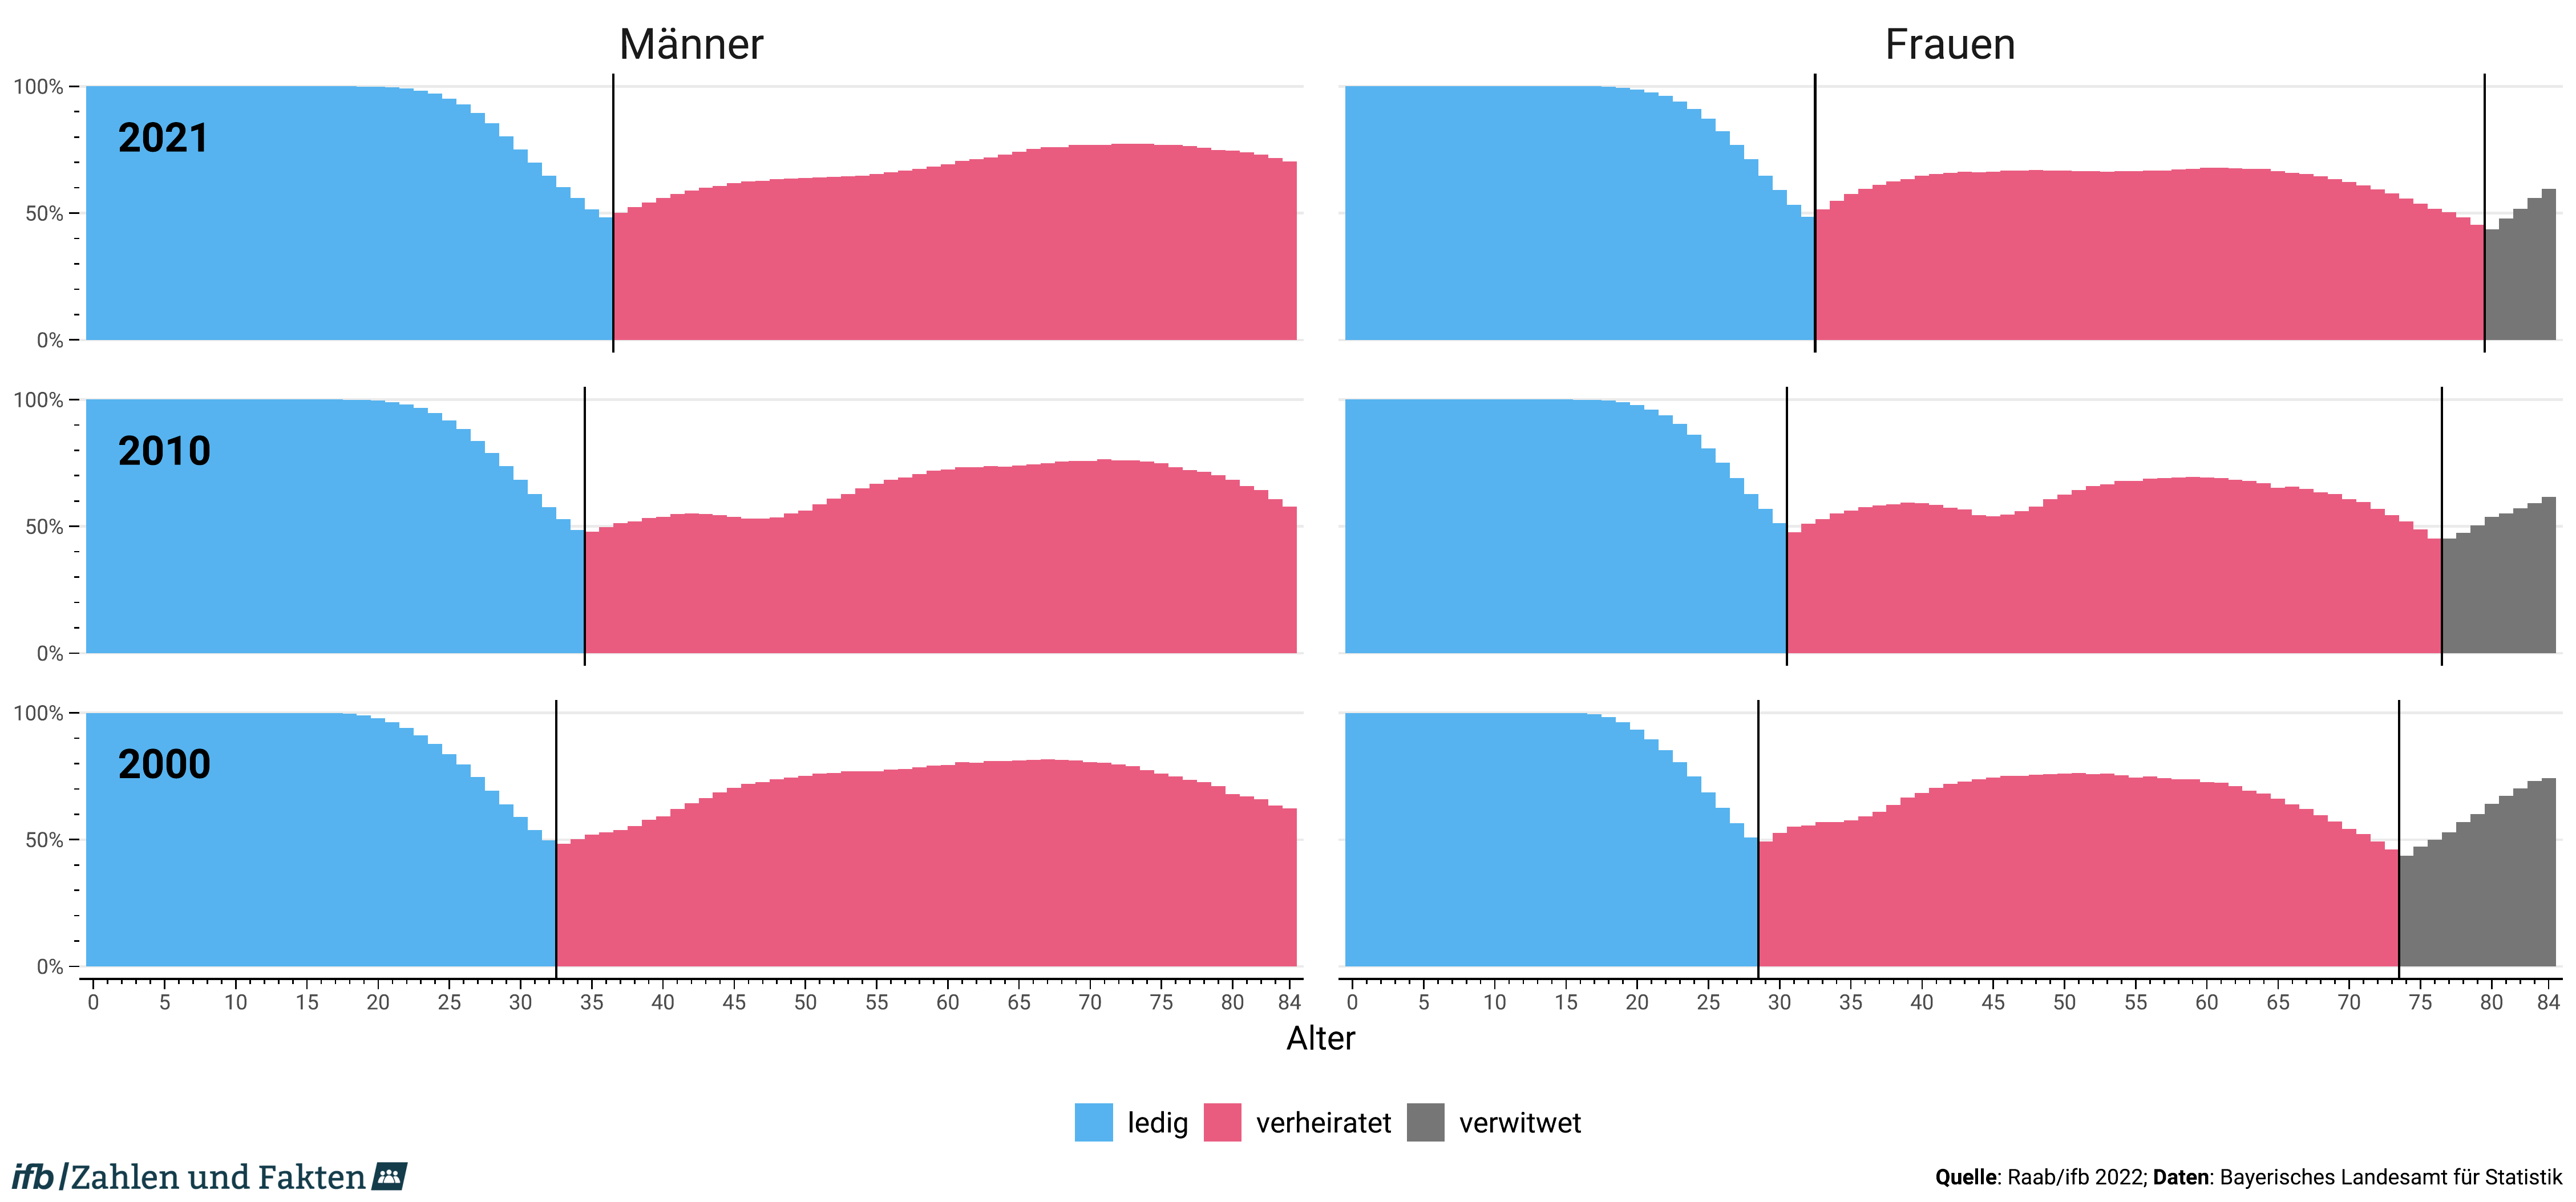 Männer Frauen
100%
2021
50%
0%
100%
2010
50%
0%
100%
2000
50%
0%
0 5 10 15 20 25 30 35 40 45 50 55 60 65 70 75 80 84 0 5 10 15 20 25 30 35 40 45 50 55 60 65 70 75 80 84
Alter
ledig verheiratet verwitwet
ifb/Zahlen und Fakten Quelle: Raab/ifb 2022; Daten: Bayerisches Landesamt für Statistik